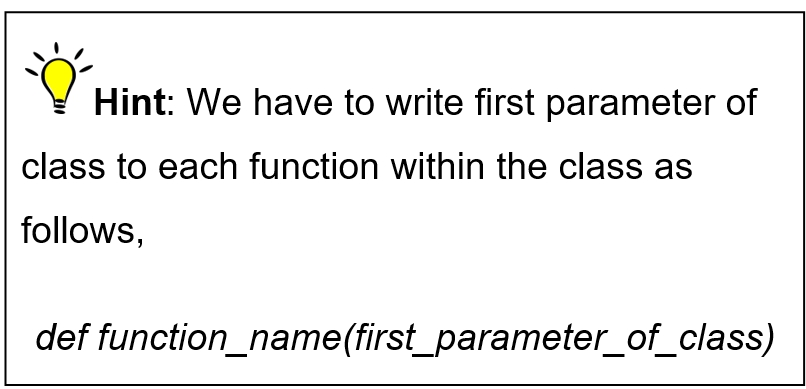 Hint: We have to write first parameter of
class to each function within the class as
follows,
def function_name(first_parameter_of_class)